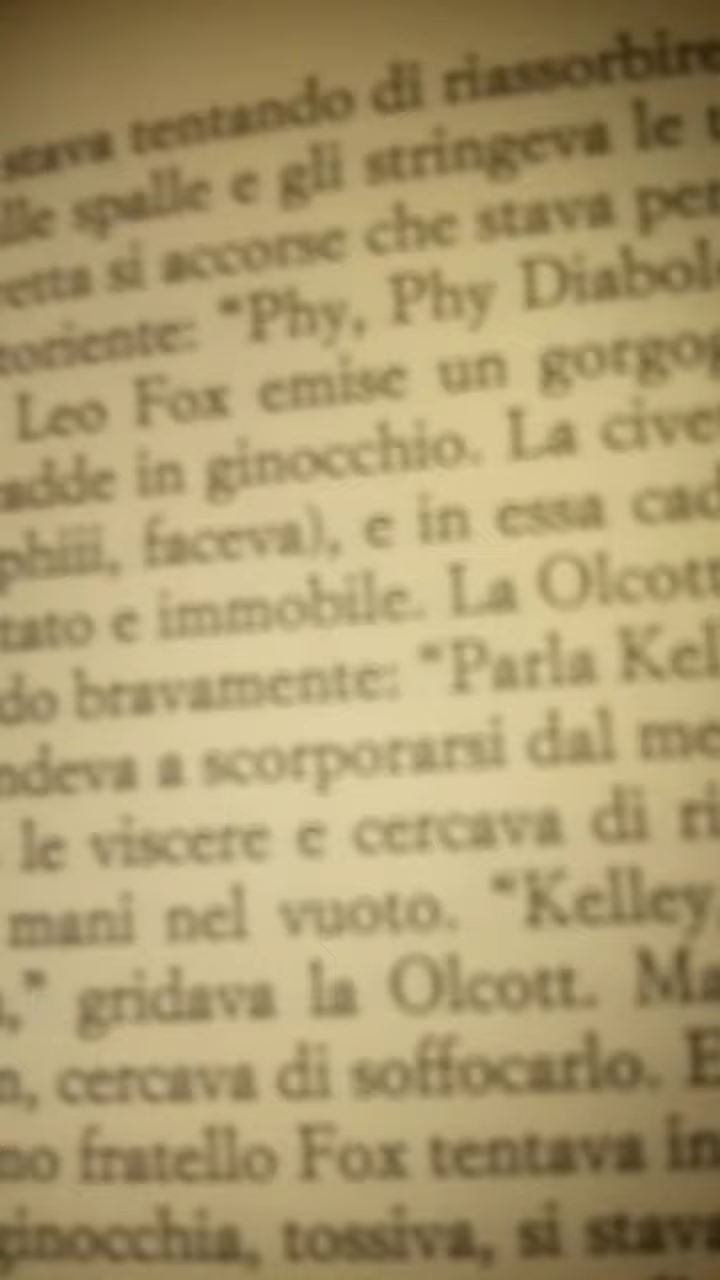 stava tentando di riassorbire
lle spalle e gli stringeva le t
etta si accorse che stava per
toriente: “Phy, Phy Diabol
Leo Fox emise un gorgog
cadde in ginocchio. La cive
phiii, faceva), e in essa cad
tato e immobile. La Olcott
do bravamente: “Parla Kel
ndeva a scorporarsi dal me
le viscere e cercava di ri
mani nel vuoto. “Kelley,
,” gridava la Olcott. Ma
n, cercava di soffocarlo. E
no fratello Fox tentava in
ginocchia, tossiva, si stava